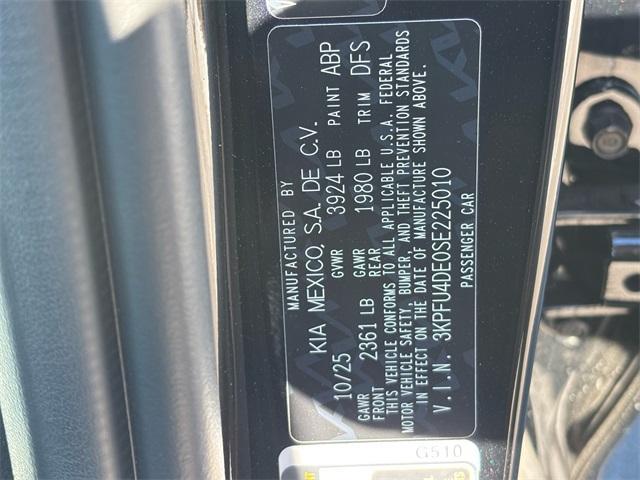 MANUFACTURED BY
KIA MEXICO, S.A. DE C.V.
10/25 GVWR 3924 LB PAINT ABP
GAWR FRONT 2361 LB GAWR REAR 1980 LB TRIM DFS
THIS VEHICLE CONFORMS TO ALL APPLICABLE U.S.A. FEDERAL
MOTOR VEHICLE SAFETY, BUMPER, AND THEFT PREVENTION STANDARDS
IN EFFECT ON THE DATE OF MANUFACTURE SHOWN ABOVE.
V.I.N. 3KPFU4DE0SE225010
PASSENGER CAR
G510